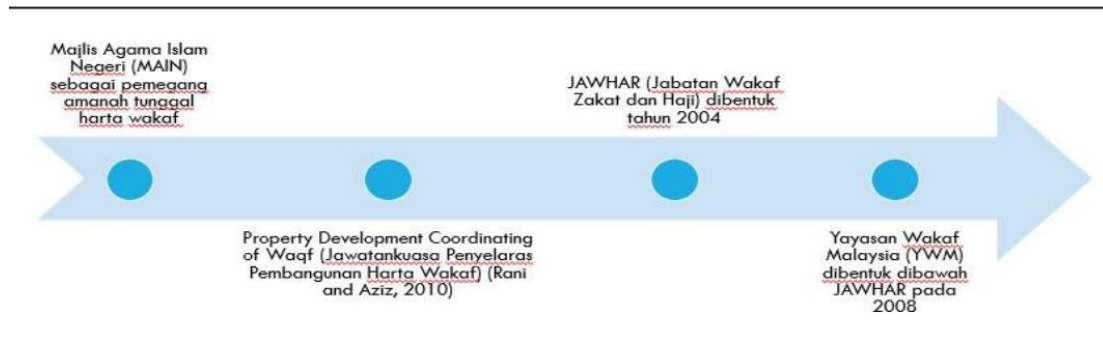 Majlis Agama Islam
Negeri (MAIN)
sebagai pemegang
amanah tunggal
harta wakaf
Property Development Coordinating
of Waqf (Jawatankuasa Penyelaras
Pembangunan Harta Wakaf) (Rani
and Aziz, 2010)
JAWHAR (Jabatan Wakaf
Zakat dan Haji) dibentuk
tahun 2004
Yayasan Wakaf
Malaysia (YWM)
dibentuk dibawah
JAWHAR pada
2008